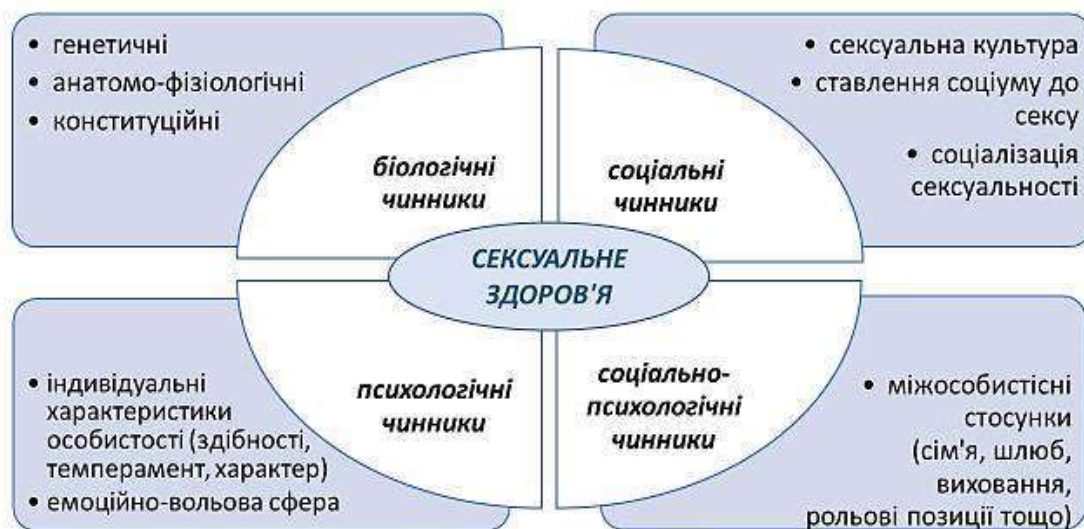 • генетичні
• анатомо-фізіологічні
• конституційні
біологічні
чинники
• сексуальна культура
• ставлення соціуму до
сексу
• соціалізація
сексуальності
соціальні
чинники
СЕКСУАЛЬНЕ
ЗДОРОВ'Я
• індивідуальні
характеристики
особистості (здібності,
темперамент, характер)
• емоційно-вольова сфера
психологічні
чинники
соціально-
психологічні
чинники
• міжособистісні
стосунки
(сім'я, шлюб,
виховання,
рольові позиції тощо)